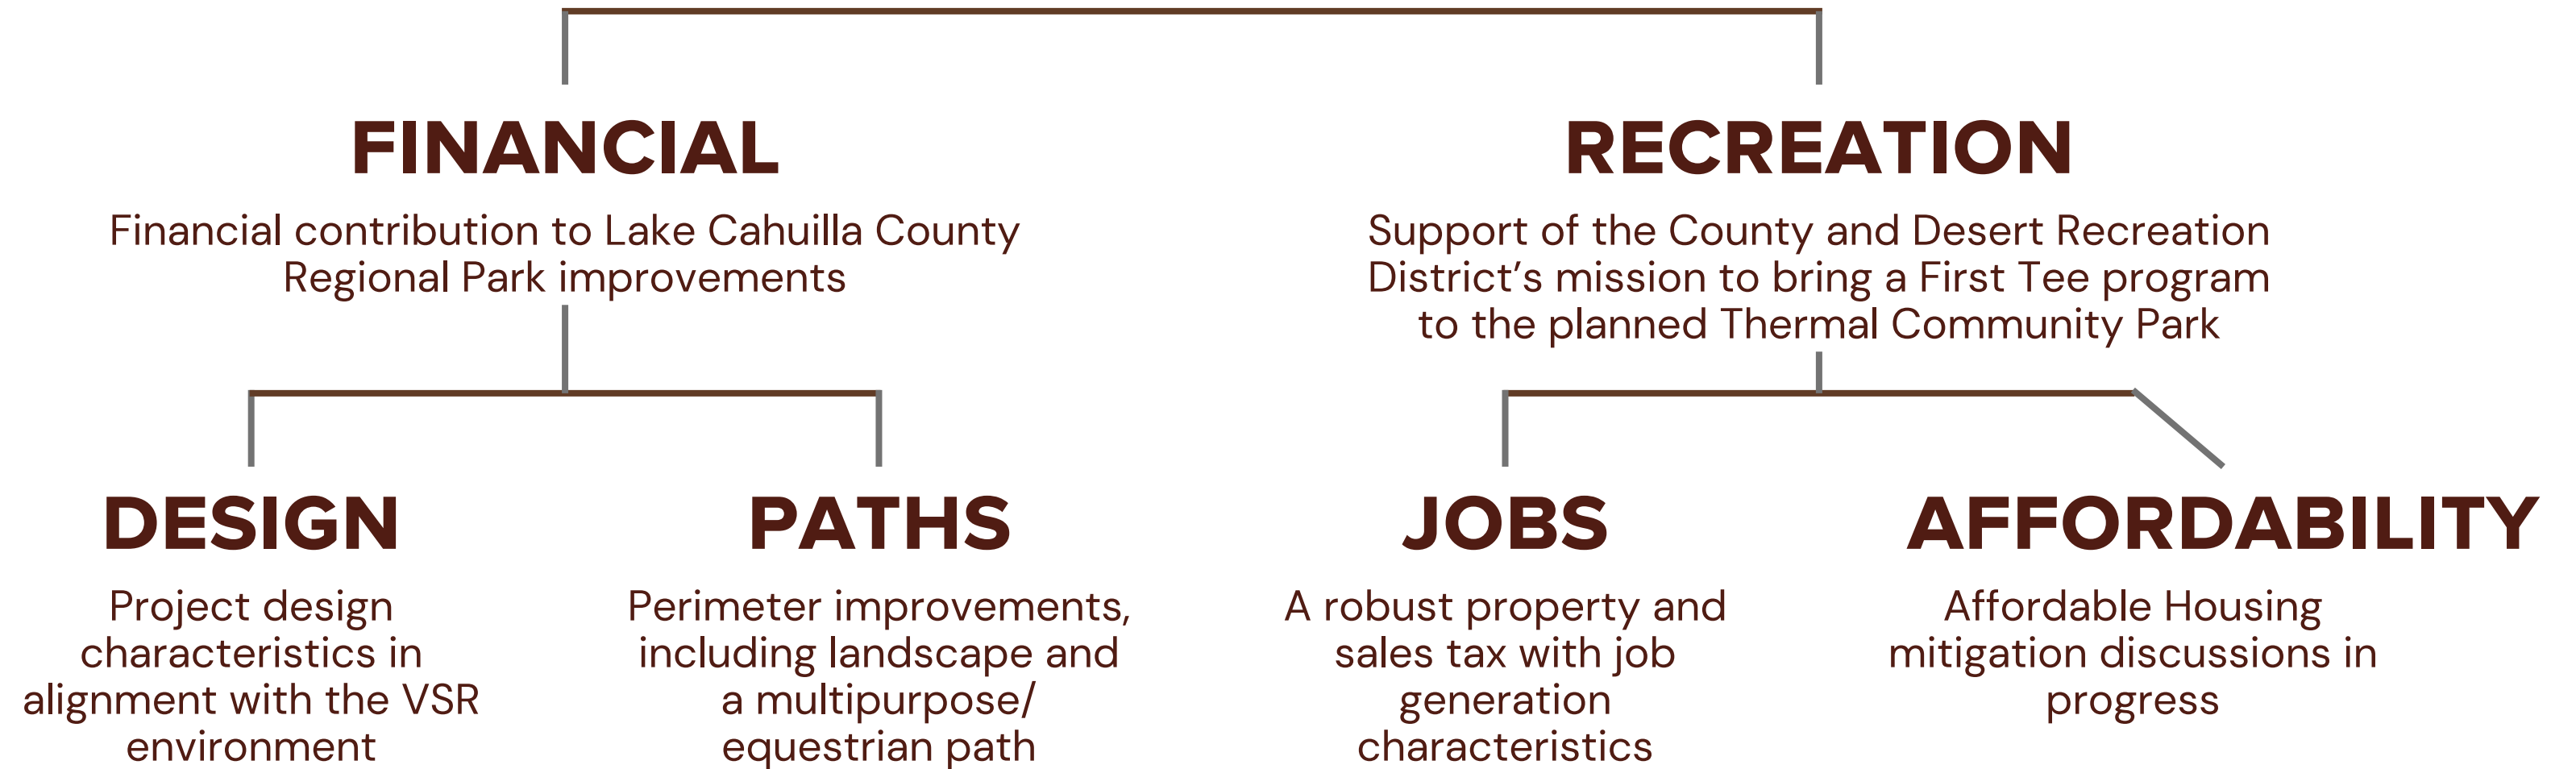 FINANCIAL
Financial contribution to Lake Cahuilla County
Regional Park improvements
RECREATION
Support of the County and Desert Recreation
District’s mission to bring a First Tee program
to the planned Thermal Community Park
DESIGN
Project design
characteristics in
alignment with the VSR
environment
PATHS
Perimeter improvements,
including landscape and
a multipurpose/
equestrian path
JOBS
A robust property and
sales tax with job
generation
characteristics
AFFORDABILITY
Affordable Housing
mitigation discussions in
progress